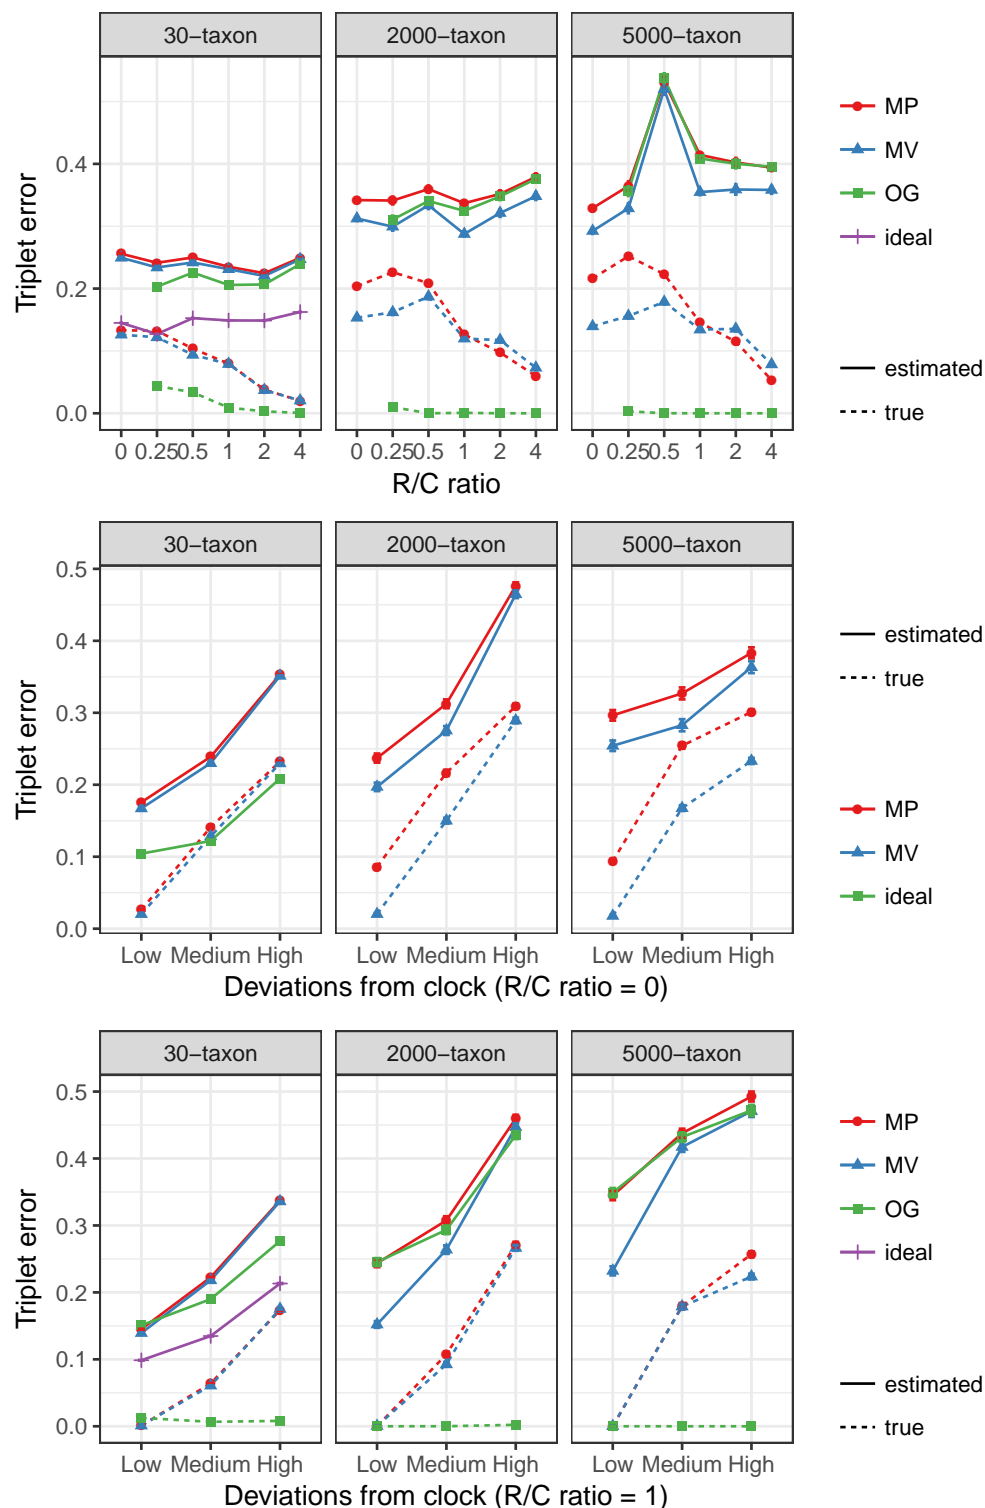 30−taxon 2000−taxon 5000−taxon
Triplet error
0.4
0.2
0.0
0 0.25 0.5 1 2 4 0 0.25 0.5 1 2 4 0 0.25 0.5 1 2 4
R/C ratio
MP
MV
OG
ideal
estimated
true
30−taxon 2000−taxon 5000−taxon
Triplet error
0.5
0.4
0.3
0.2
0.1
0.0
Low Medium High Low Medium High Low Medium High
Deviations from clock (R/C ratio = 0)
estimated
true
MP
MV
ideal
30−taxon 2000−taxon 5000−taxon
Triplet error
0.5
0.4
0.3
0.2
0.1
0.0
Low Medium High Low Medium High Low Medium High
Deviations from clock (R/C ratio = 1)
MP
MV
OG
ideal
estimated
true